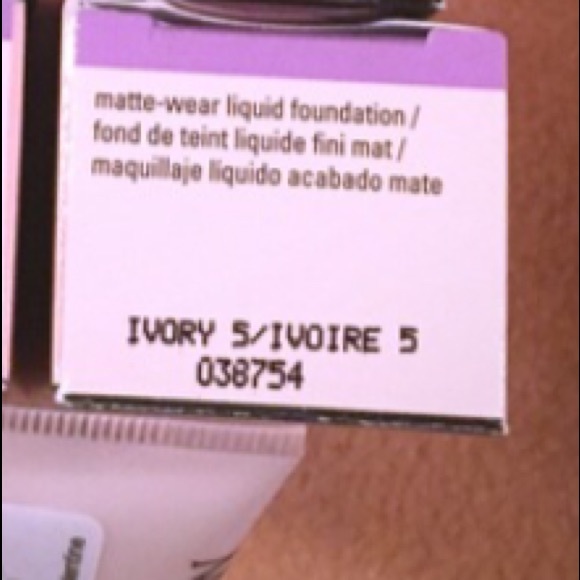 matte-wear liquid foundation /
fond de teint liquide fini mat /
maquillaje líquido acabado mate
IVORY 5/IVOIRE 5
038754